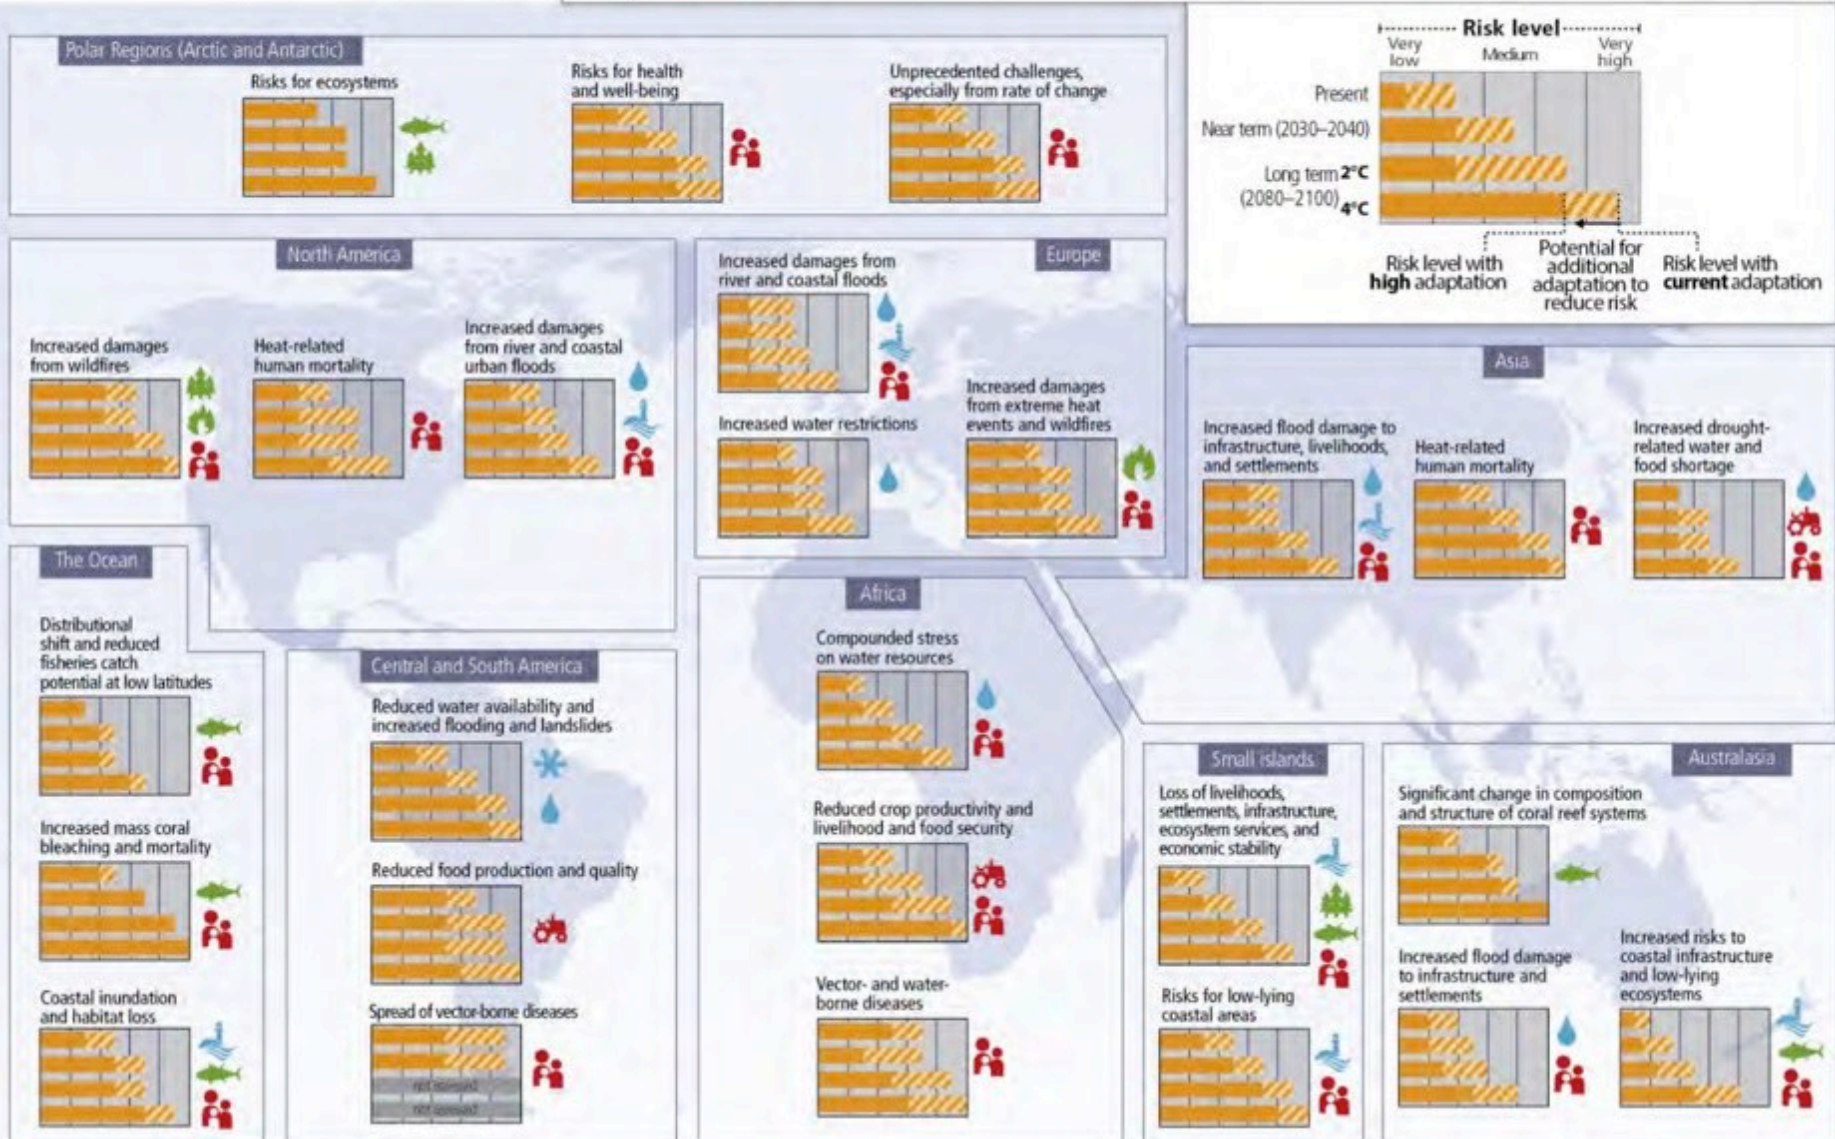 Polar Regions (Arctic and Antarctic)
Risks for ecosystems
Risks for health
and well-being
Unprecedented challenges,
especially from rate of change
Risk level
Very
low
Medium
Very
high
Present
Near term (2030–2040)
Long term 2°C
(2080–2100) 4°C
Risk level with
high adaptation
Potential for
additional
adaptation to
reduce risk
Risk level with
current adaptation
North America
Increased damages
from wildfires
Heat-related
human mortality
Increased damages
from river and coastal
urban floods
Europe
Increased damages from
river and coastal floods
Increased water restrictions
Increased damages
from extreme heat
events and wildfires
Asia
Increased flood damage to
infrastructure, livelihoods,
and settlements
Heat-related
human mortality
Increased drought-
related water and
food shortage
The Ocean
Distributional
shift and reduced
fisheries catch
potential at low latitudes
Increased mass coral
bleaching and mortality
Coastal inundation
and habitat loss
Central and South America
Reduced water availability and
increased flooding and landslides
Reduced food production and quality
Spread of vector-borne diseases
not assessed
not assessed
Africa
Compounded stress
on water resources
Reduced crop productivity and
livelihood and food security
Vector- and water-
borne diseases
Small islands
Loss of livelihoods,
settlements, infrastructure,
ecosystem services, and
economic stability
Risks for low-lying
coastal areas
Australasia
Significant change in composition
and structure of coral reef systems
Increased flood damage
to infrastructure and
settlements
Increased risks to
coastal infrastructure
and low-lying
ecosystems